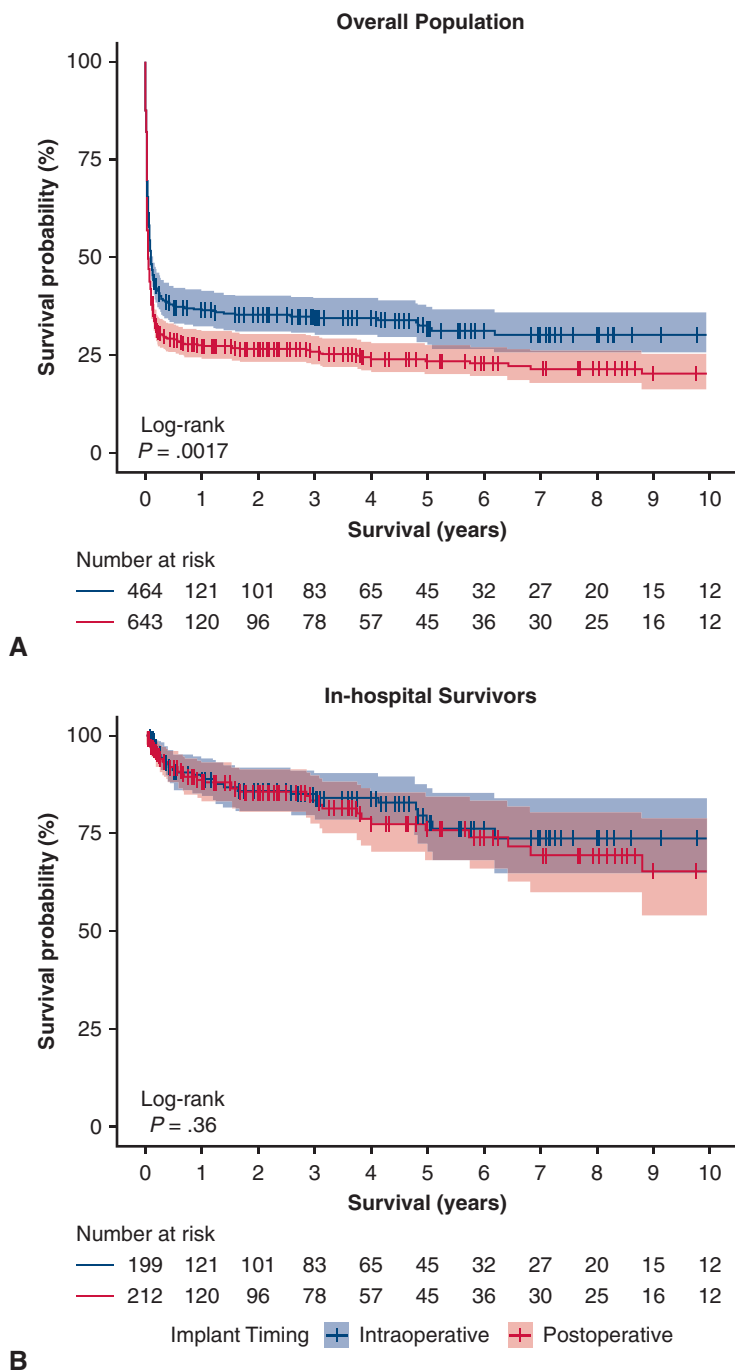 Overall Population
Survival probability (%)
100
75
50
25
0
Log-rank
P = .0017
0 1 2 3 4 5 6 7 8 9 10
Survival (years)
Number at risk
464 121 101 83 65 45 32 27 20 15 12
643 120 96 78 57 45 36 30 25 16 12
A
In-hospital Survivors
Survival probability (%)
100
75
50
25
0
Log-rank
P = .36
0 1 2 3 4 5 6 7 8 9 10
Survival (years)
Number at risk
199 121 101 83 65 45 32 27 20 15 12
212 120 96 78 57 45 36 30 25 16 12
Implant Timing Intraoperative Postoperative
B